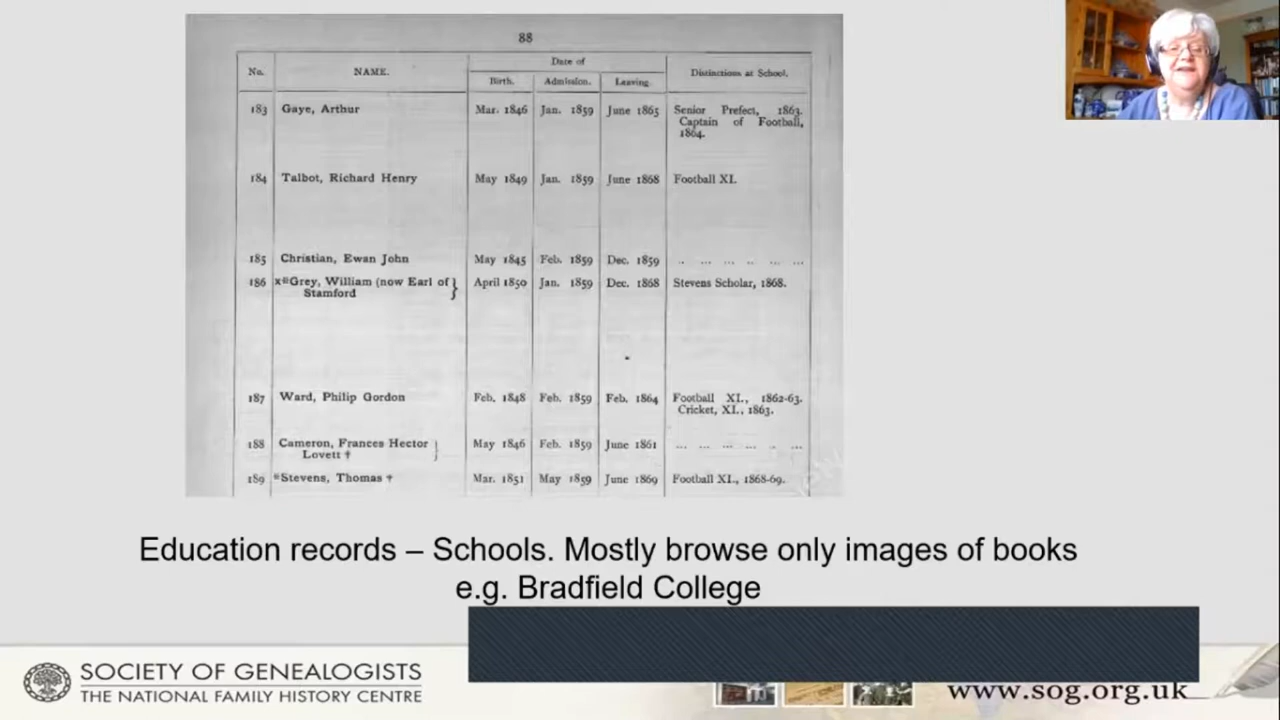 88
No. NAME. Date of Distinctions at School.
Birth. Admission. Leaving.
183 Gaye, Arthur Mar. 1846 Jan. 1859 June 1865 Senior Prefect, 1863.
Captain of Football,
1864.
184 Talbot, Richard Henry May 1849 Jan. 1859 June 1868 Football XI.
185 Christian, Ewan John May 1845 Feb. 1859 Dec. 1859 .. ... ... .. ... ...
186 x*Grey, William (now Earl of } April 1850 Jan. 1859 Dec. 1868 Stevens Scholar, 1868.
Stamford
187 Ward, Philip Gordon Feb. 1848 Feb. 1859 Feb. 1864 Football XI., 1862-63.
Cricket, XI., 1863.
188 Cameron, Frances Hector } May 1846 Feb. 1859 June 1861 ... ... ... ... .. ...
Lovett †
189 *Stevens, Thomas † Mar. 1851 May 1859 June 1869 Football XI., 1868-69.
Education records – Schools. Mostly browse only images of books
e.g. Bradfield College
SOCIETY OF GENEALOGISTS
THE NATIONAL FAMILY HISTORY CENTRE
www.sog.org.uk